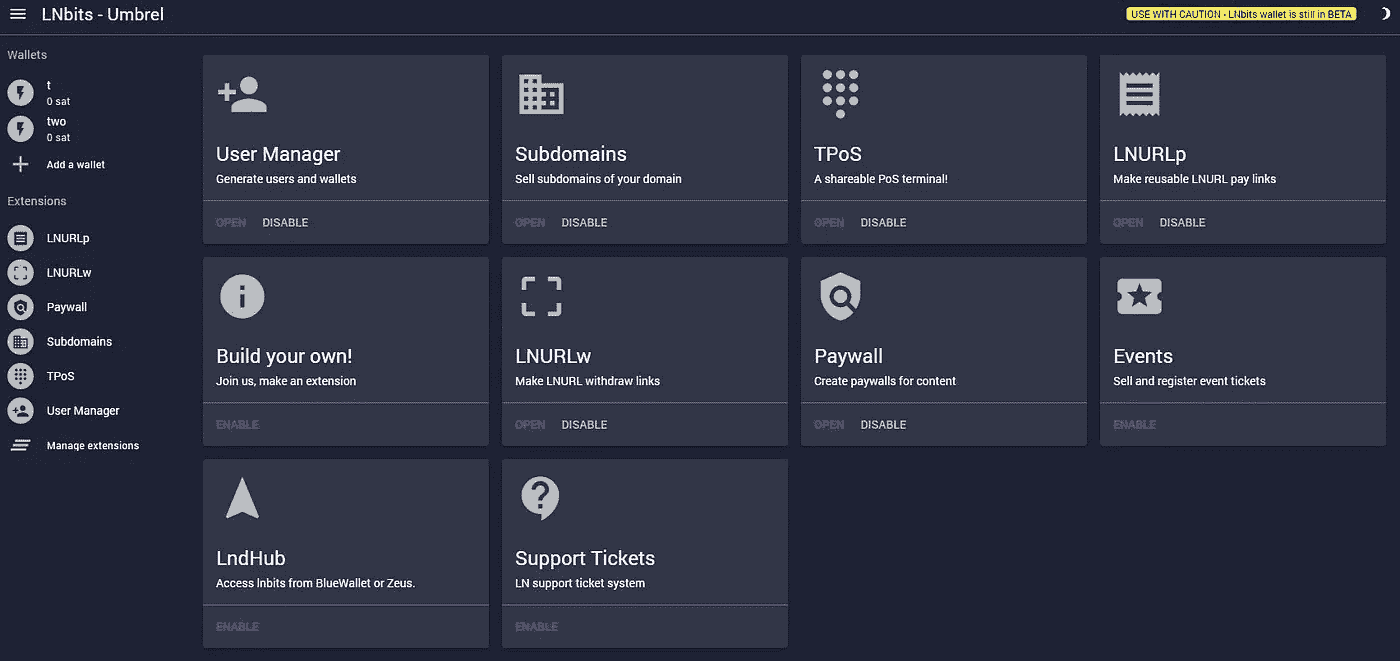 LNbits - Umbrel
USE WITH CAUTION - LNbits wallet is still in BETA
Wallets
t
0 sat
two
0 sat
Add a wallet
Extensions
LNURLp
LNURLw
Paywall
Subdomains
TPoS
User Manager
Manage extensions
User Manager
Generate users and wallets
OPEN DISABLE
Subdomains
Sell subdomains of your domain
OPEN DISABLE
TPoS
A shareable PoS terminal!
OPEN DISABLE
LNURLp
Make reusable LNURL pay links
OPEN DISABLE
Build your own!
Join us, make an extension
ENABLE
LNURLw
Make LNURL withdraw links
OPEN DISABLE
Paywall
Create paywalls for content
OPEN DISABLE
Events
Sell and register event tickets
ENABLE
LndHub
Access lnbits from BlueWallet or Zeus.
ENABLE
Support Tickets
LN support ticket system
ENABLE